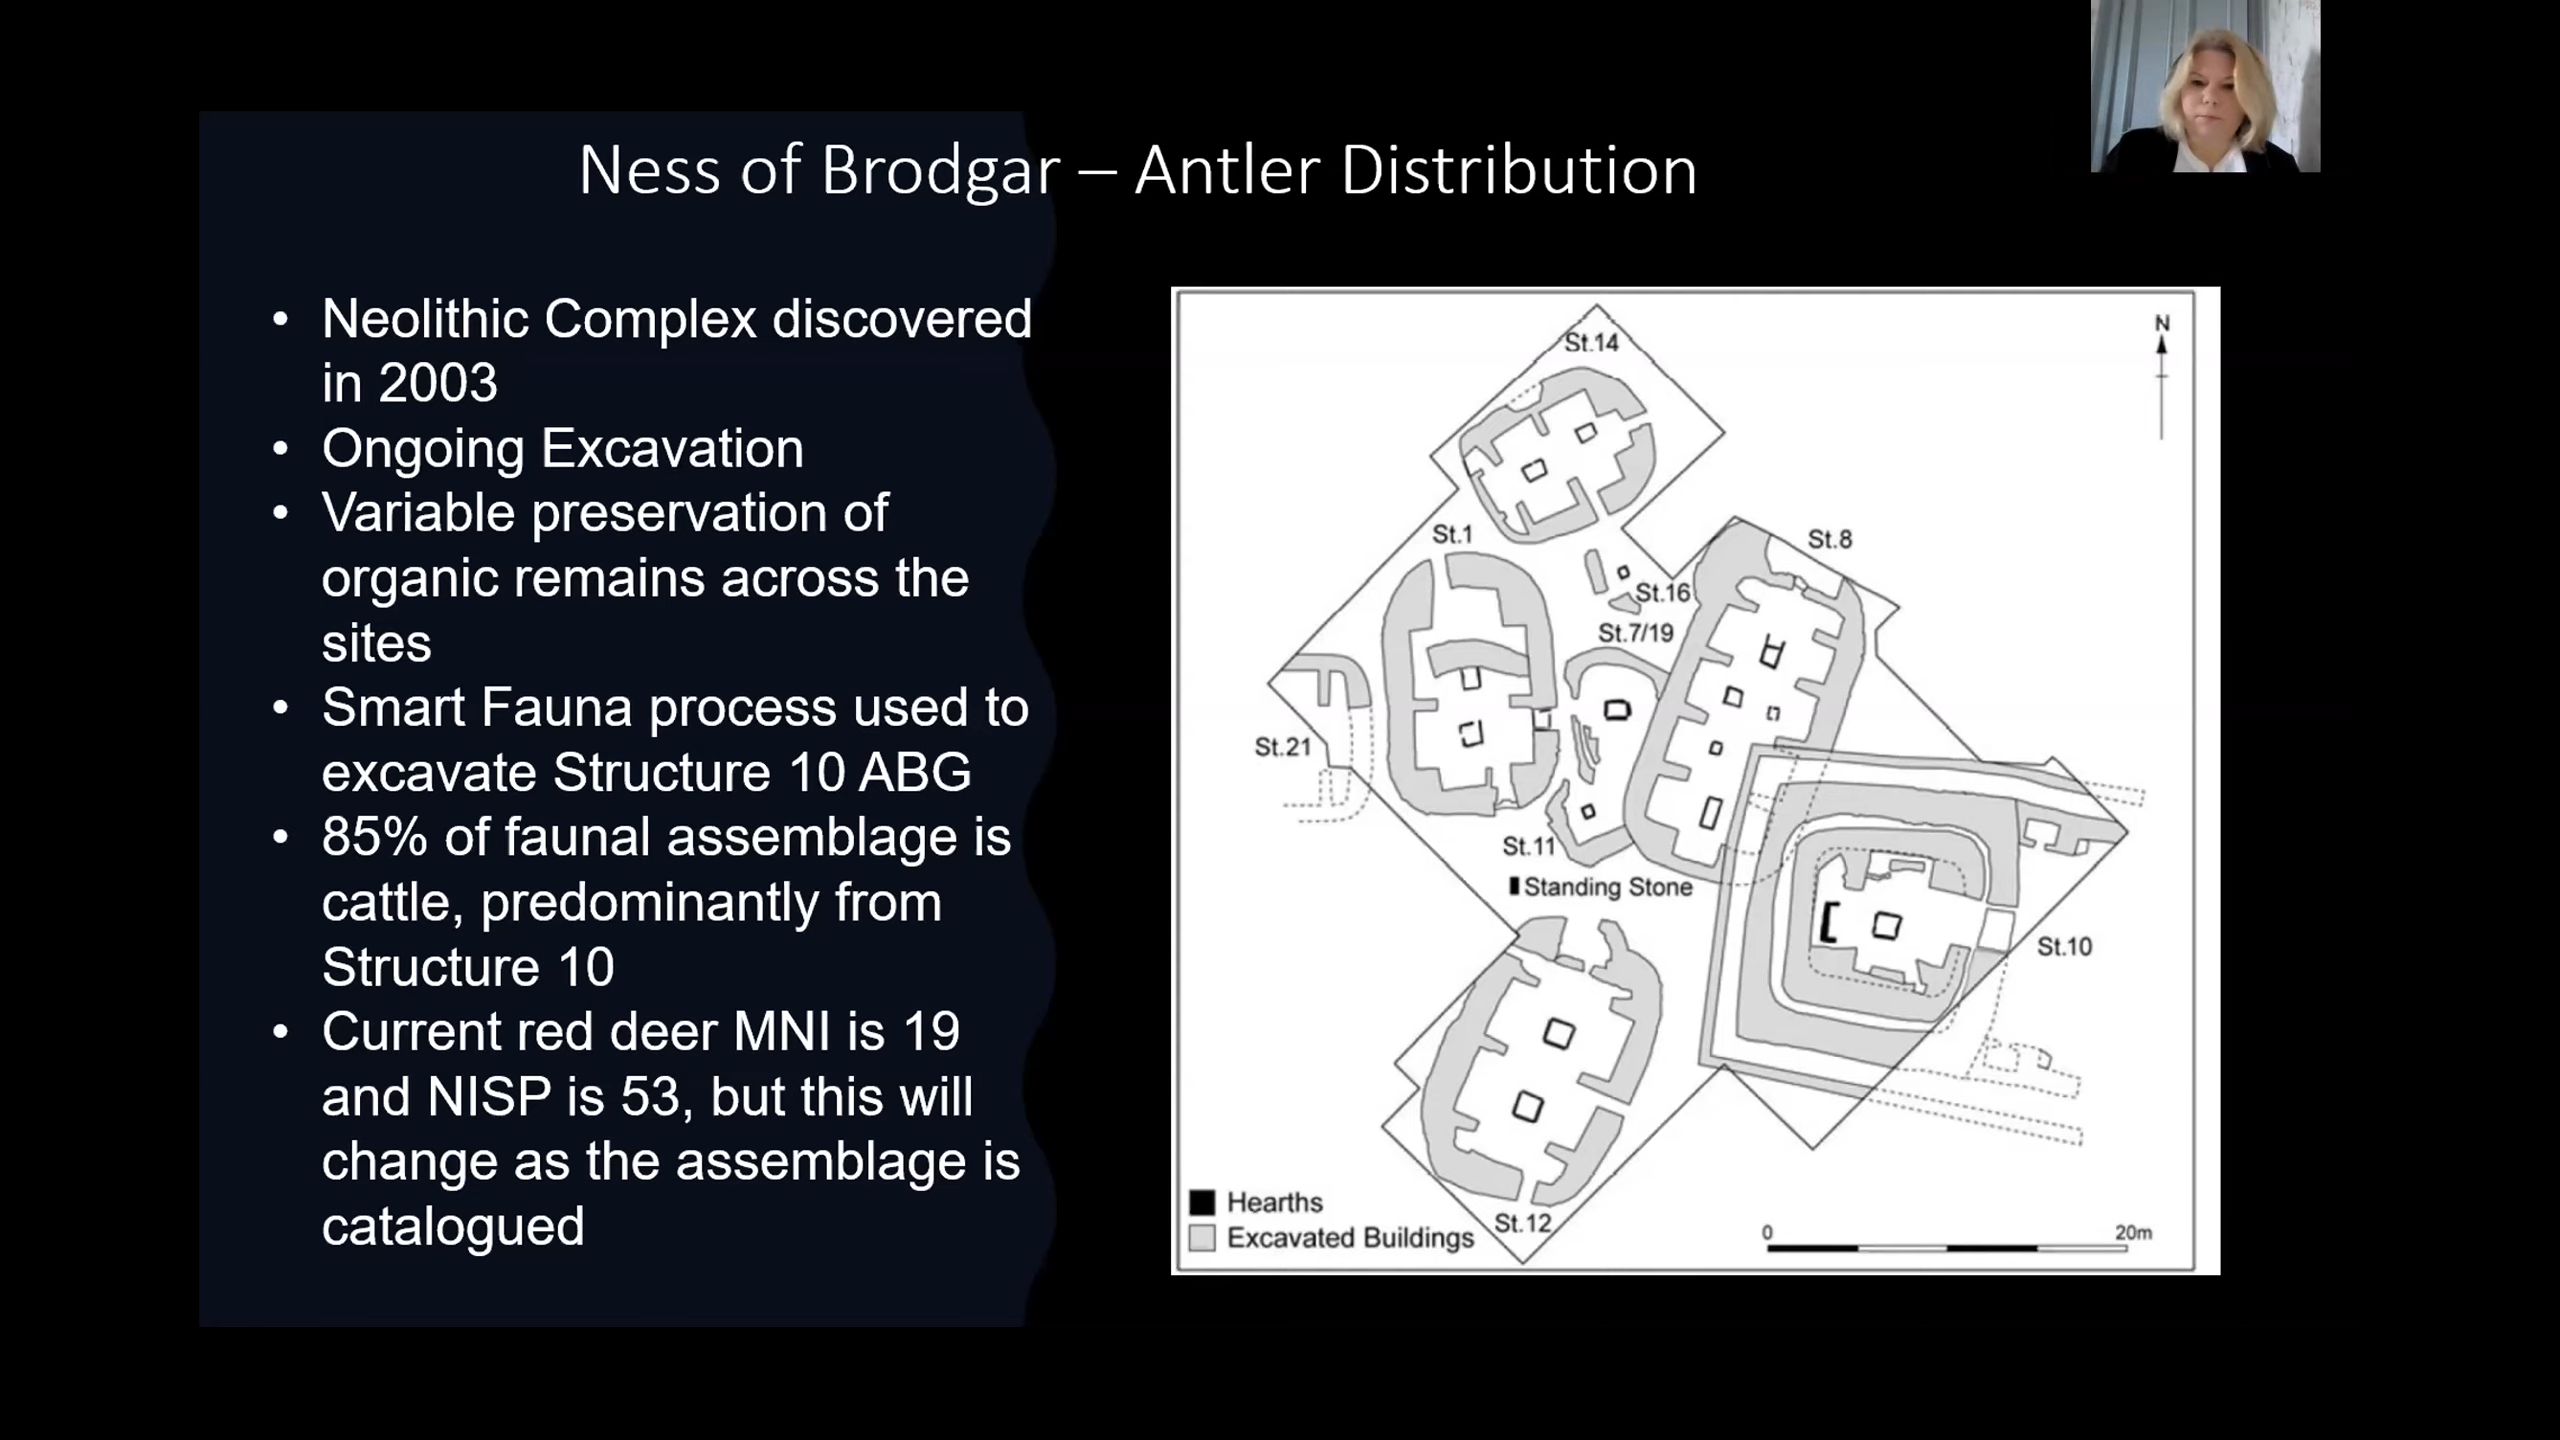 Ness of Brodgar – Antler Distribution
• Neolithic Complex discovered
in 2003
• Ongoing Excavation
• Variable preservation of
organic remains across the
sites
• Smart Fauna process used to
excavate Structure 10 ABG
• 85% of faunal assemblage is
cattle, predominantly from
Structure 10
• Current red deer MNI is 19
and NISP is 53, but this will
change as the assemblage is
catalogued
N
St.14
St.1
St.8
St.16
St.7/19
St.21
St.11
Standing Stone
St.10
Hearths
Excavated Buildings
St.12
0 20m